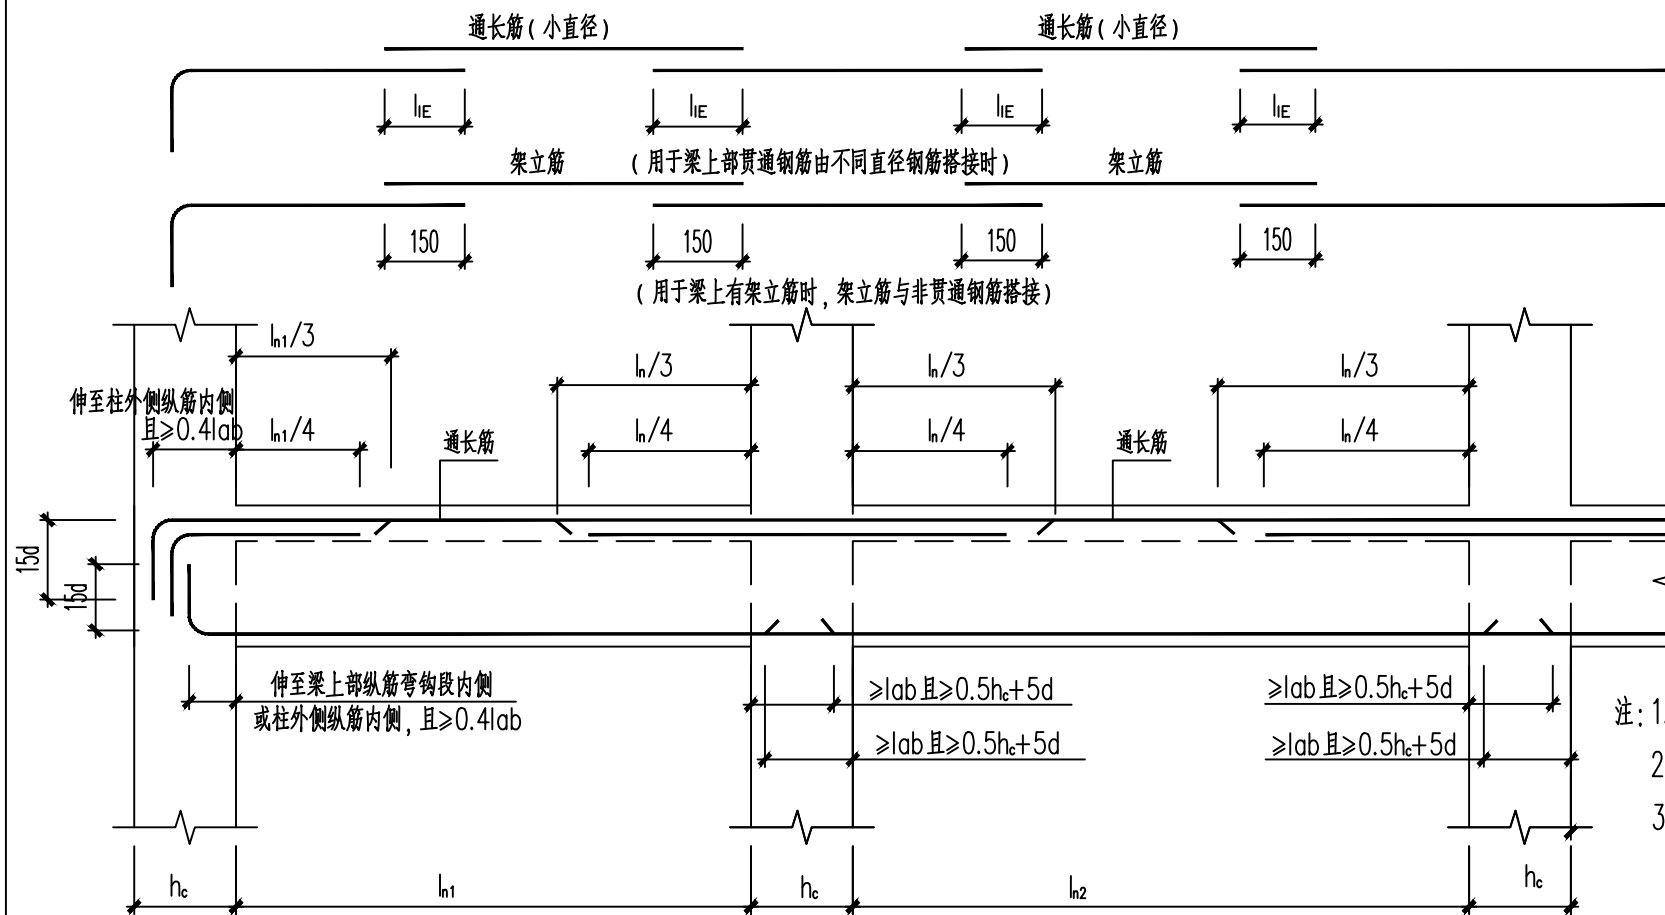 通长筋(小直径) 通长筋(小直径)
llE llE llE llE
架立筋 (用于梁上部贯通钢筋由不同直径钢筋搭接时) 架立筋
150 150 150 150
(用于梁上有架立筋时,架立筋与非贯通钢筋搭接)
ln1/3 ln/3 ln/3 ln/3
伸至柱外侧纵筋内侧
且≥0.4lab ln1/4 ln/4 ln/4 ln/4
通长筋 通长筋
15d
15d
伸至梁上部纵筋弯钩段内侧
或柱外侧纵筋内侧,且≥0.4lab
≥lab且≥0.5hc+5d ≥lab且≥0.5hc+5d
≥lab且≥0.5hc+5d ≥lab且≥0.5hc+5d
注:1.
2
3
hc ln1 hc ln2 hc